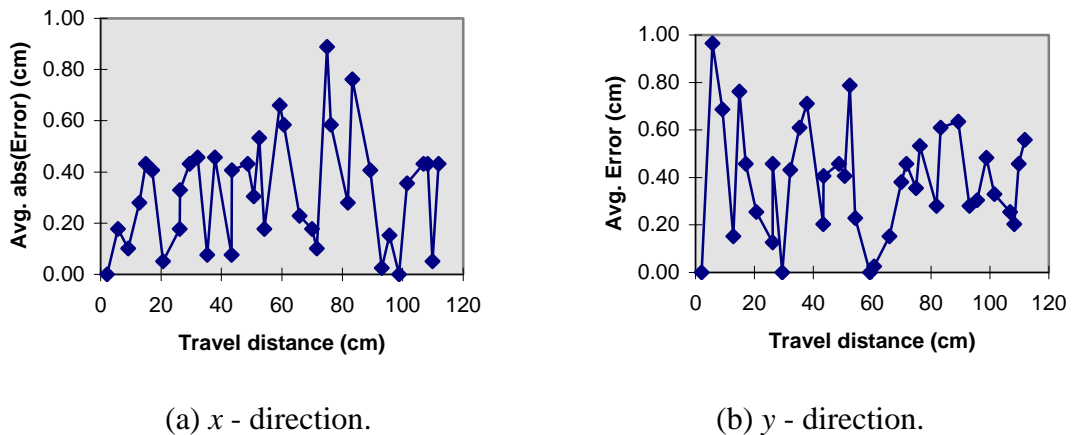 1.00
0.80
0.60
0.40
0.20
0.00
Avg. abs(Error) (cm)
0 20 40 60 80 100 120
Travel distance (cm)
(a) x - direction.
1.00
0.80
0.60
0.40
0.20
0.00
Avg. Error (cm)
0 20 40 60 80 100 120
Travel distance (cm)
(b) y - direction.